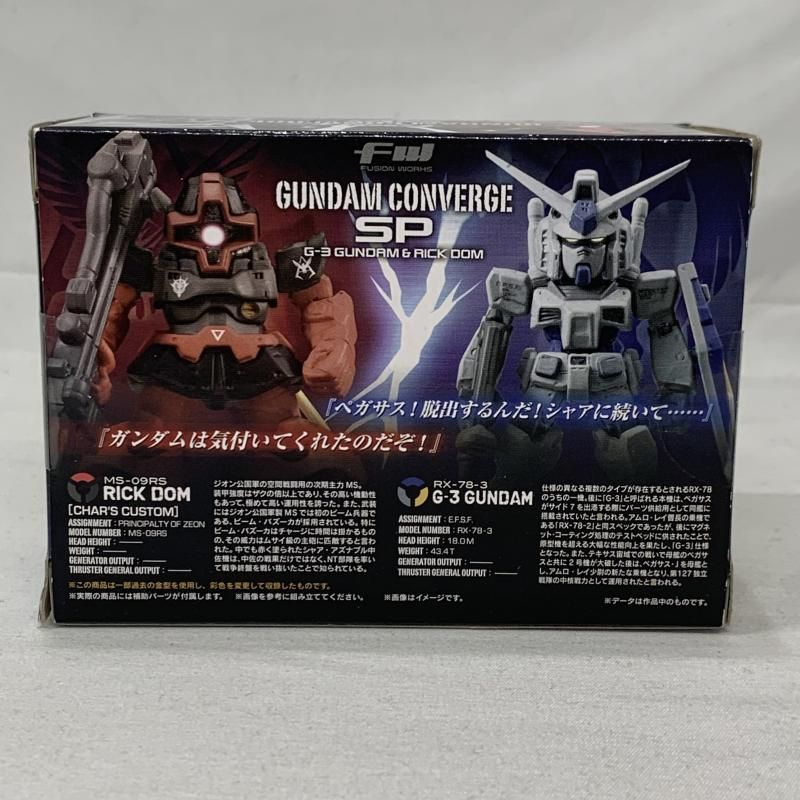 FW
FUSION WORKS
GUNDAM CONVERGE
SP
G-3 GUNDAM & RICK DOM
『ペガサス!脱出するんだ!シャアに続いて……』
『ガンダムは気付いてくれたのだぞ!』
MS-09RS
RICK DOM
[CHAR'S CUSTOM]
ASSIGNMENT : PRINCIPALTY OF ZEON
MODEL NUMBER : MS-09RS
HEAD HEIGHT : ——
WEIGHT : ——
GENERATOR OUTPUT : ——
THRUSTER GENERAL OUTPUT : ——
ジオン公国軍の空間戦闘用の次期主力MS。
装甲強度はザクの倍以上であり、その高い機動性
もあって、極めて高い運用性を誇った。また、武装
にはジオン公国軍製MSでは初のビーム兵器であ
る、ビーム・バズーカが採用されている。特に
ビーム・バズーカはチャージに時間は掛かるもの
の、その威力はムサイ級の主砲に匹敵すると言わ
れた。中でも赤く塗られたシャア・アズナブル中
佐機は、中佐の戦果だけではなく、NT部隊を率い
て戦争終盤を戦い抜いたことで知られている。
RX-78-3
G-3 GUNDAM
ASSIGNMENT : E.F.S.F.
MODEL NUMBER : RX-78-3
HEAD HEIGHT : 18.0M
WEIGHT : 43.4T
GENERATOR OUTPUT : ——
THRUSTER GENERAL OUTPUT : ——
仕様の異なる複数のタイプが存在するとされるRX-78
のうちの一機。後に「G-3」と呼ばれる本機は、ペガサス
がサイド7を出港する際にパーツ供給用として同艦に
搭載されていたと言われる。アムロ・レイ曹長の乗機で
ある「RX-78-2」と同スペックであったが、後にマグネ
ット・コーティング処理のテストベッドに供されたことで、
原型機を超える大幅な性能向上を果たし、「G-3」仕様
となった。また、テキサス宙域での戦いで母艦のペガサ
スと共に2号機が大破した後は、ペガサス・Jを母艦と
し、アムロ・レイ少尉の新たな乗機となり、第127独立
戦隊の中核戦力として運用されたと言われる。
※この商品は一部過去の金型を使用し、彩色を変更して収録したものです。
※実際の商品には補助パーツが付属します。 ※画像を参考に組み立ててください。 ※画像はイメージです。
※データは作品中のものです。